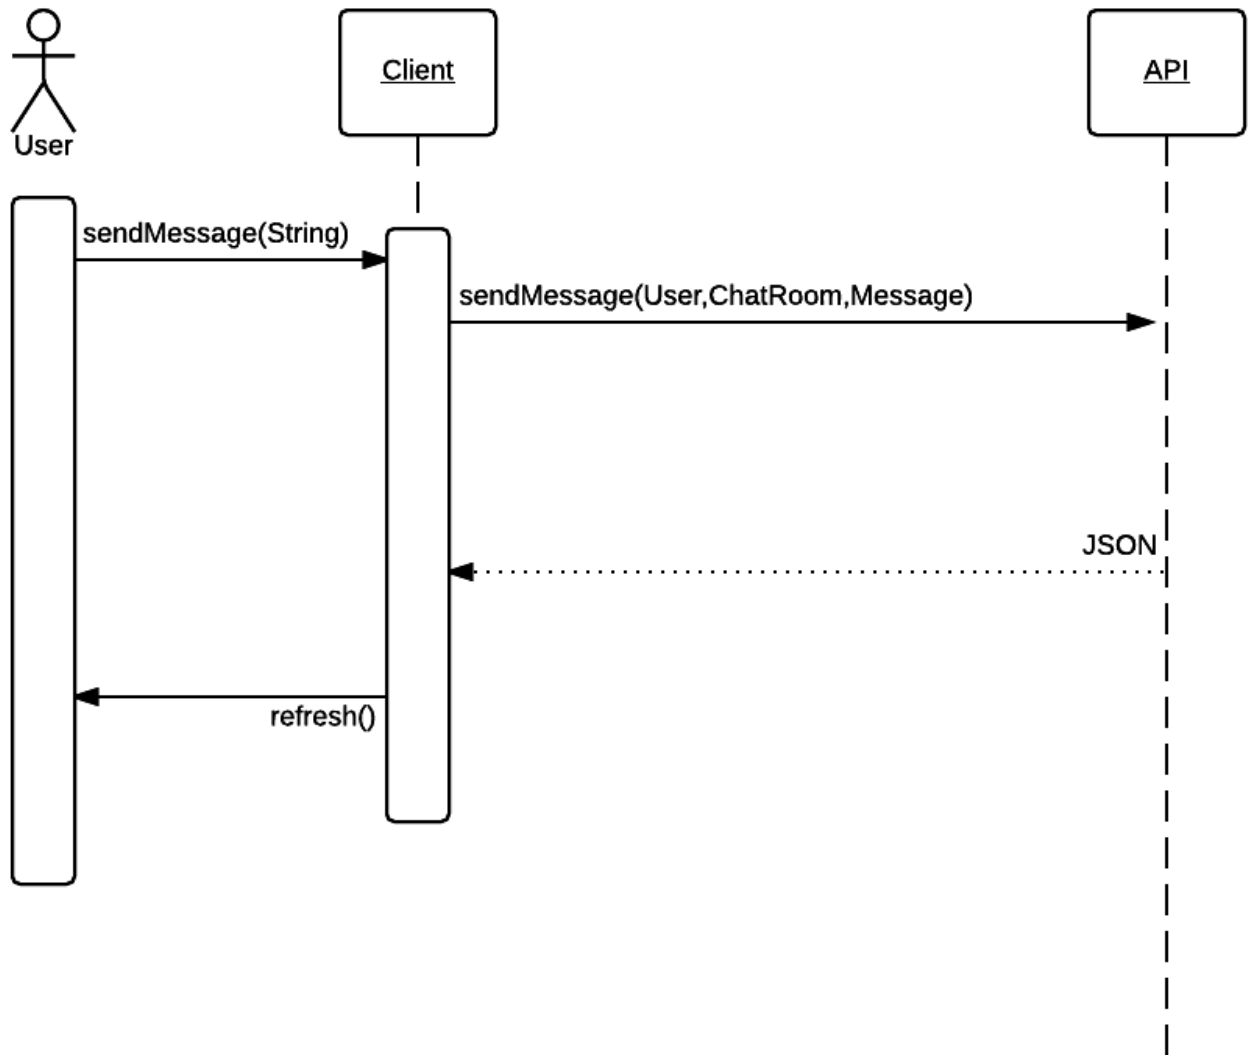 Client
API
User
sendMessage(String)
sendMessage(User,ChatRoom,Message)
JSON
refresh()